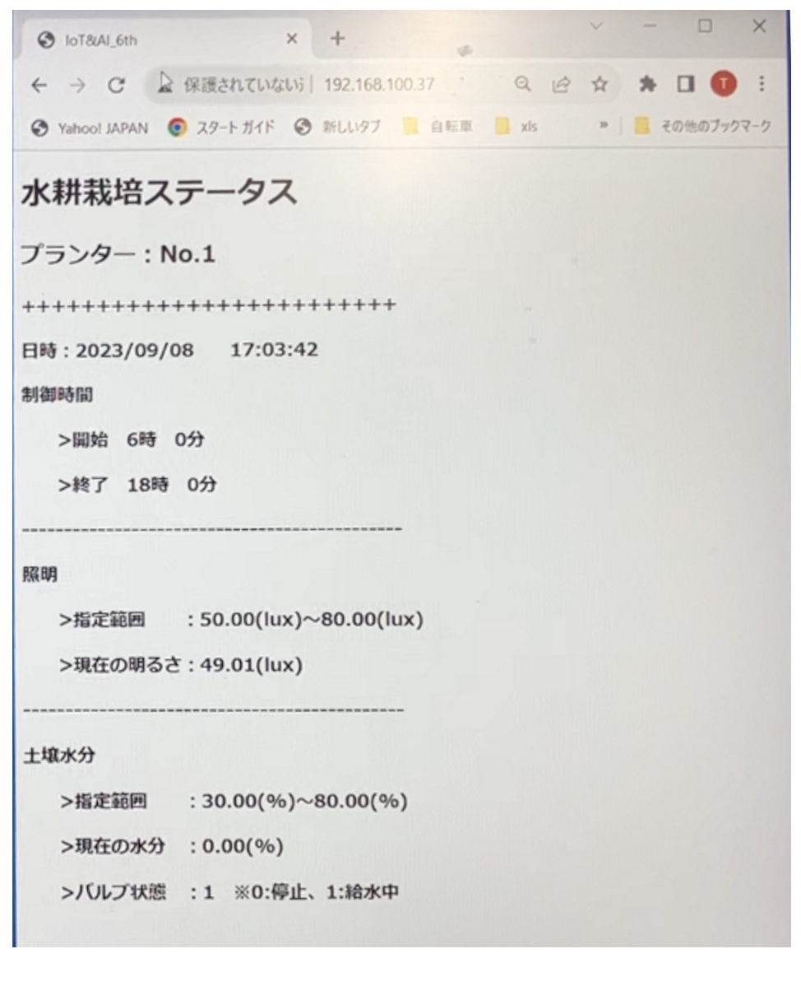 IoT&AI_6th
保護されていない 192.168.100.37
T
Yahoo! JAPAN スタート ガイド 新しいタブ 自転車 xls » その他のブックマーク
水耕栽培ステータス
プランター：No.1
+++++++++++++++++++++++++
日時：2023/09/08 17:03:42
制御時間
>開始 6時 0分
>終了 18時 0分
----------------------------------------------
照明
>指定範囲 ：50.00(lux)～80.00(lux)
>現在の明るさ：49.01(lux)
----------------------------------------------
土壌水分
>指定範囲 ：30.00(%)～80.00(%)
>現在の水分 ：0.00(%)
>バルブ状態 ：1 ※0:停止、1:給水中